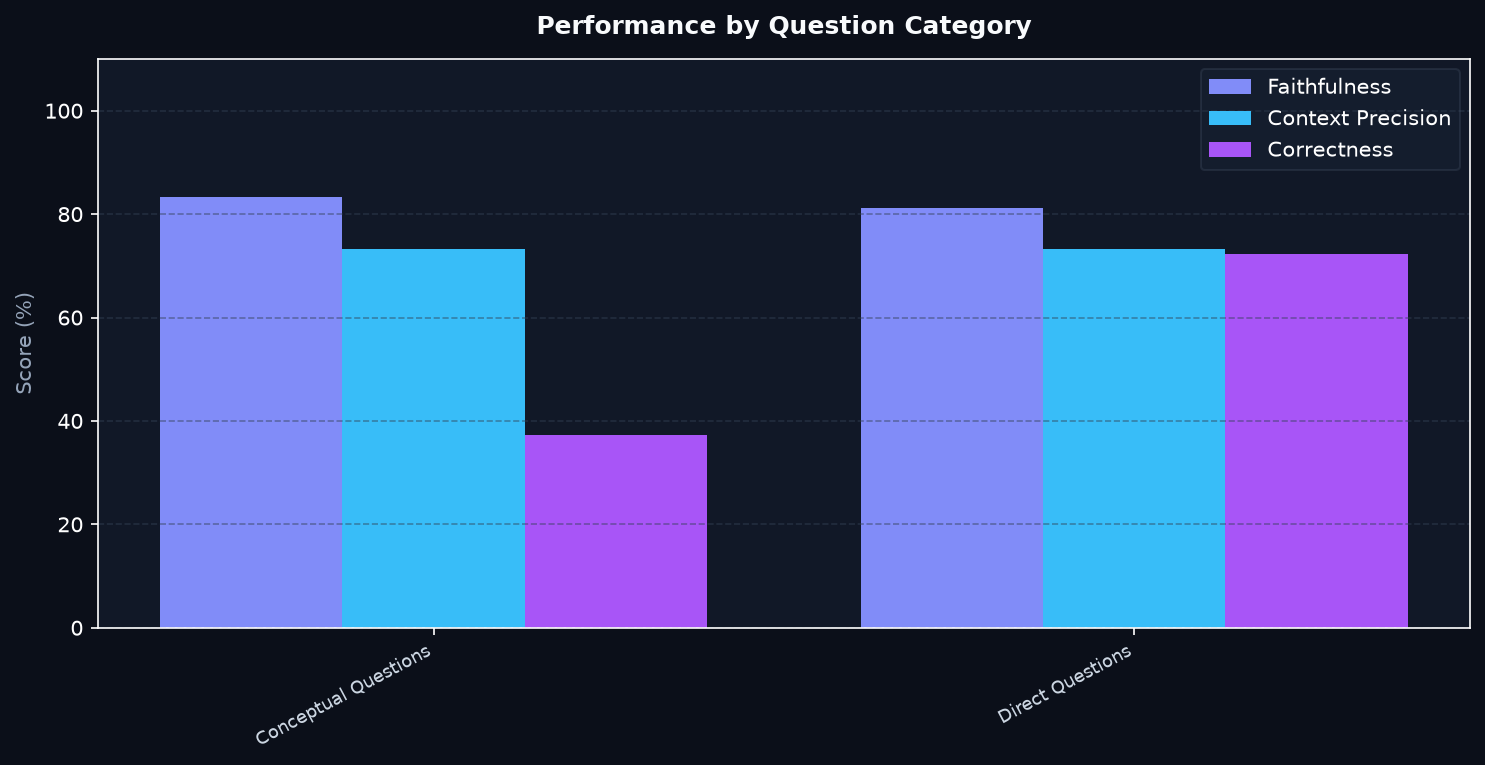 Performance by Question Category
Faithfulness
Context Precision
Correctness
Score (%)
100
80
60
40
20
0
Conceptual Questions
Direct Questions